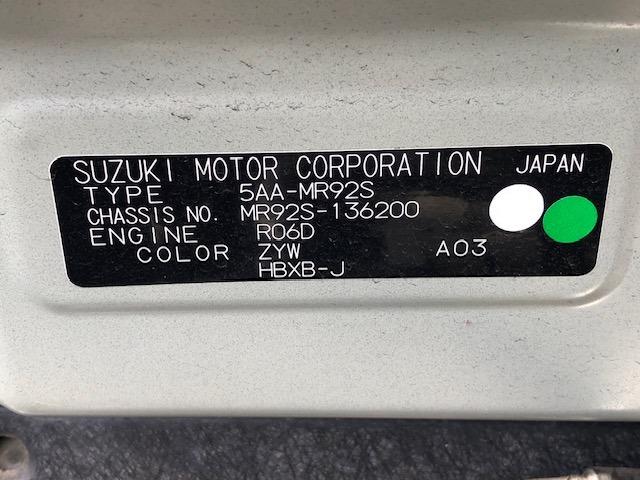 SUZUKI MOTOR CORPORATION JAPAN
TYPE 5AA-MR92S
CHASSIS NO. MR92S-136200
ENGINE R06D
COLOR ZYW A03
HBXB-J